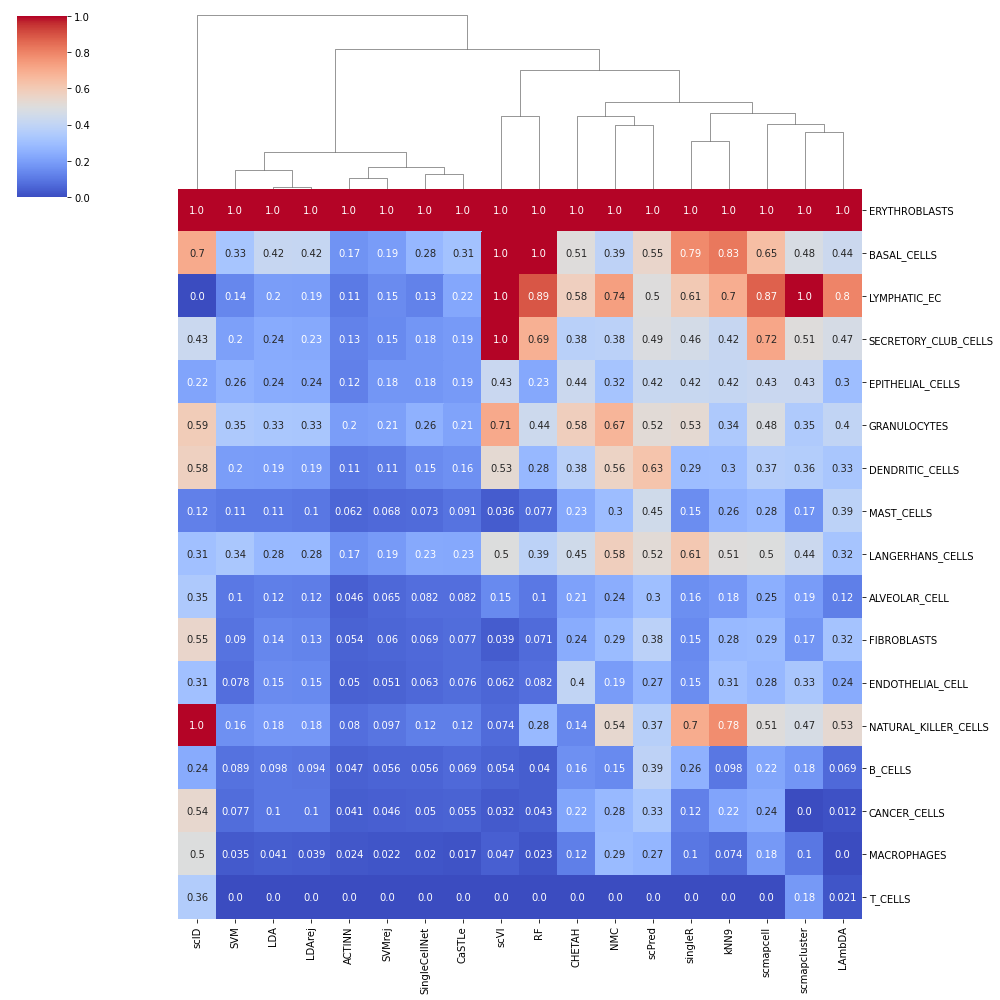 1.0
0.8
0.6
0.4
0.2
0.0
1.0 1.0 1.0 1.0 1.0 1.0 1.0 1.0 1.0 1.0 1.0 1.0 1.0 1.0 1.0 1.0 1.0 1.0 ERYTHROBLASTS
0.7 0.33 0.42 0.42 0.17 0.19 0.28 0.31 1.0 1.0 0.51 0.39 0.55 0.79 0.83 0.65 0.48 0.44 BASAL_CELLS
0.0 0.14 0.2 0.19 0.11 0.15 0.13 0.22 1.0 0.89 0.58 0.74 0.5 0.61 0.7 0.87 1.0 0.8 LYMPHATIC_EC
0.43 0.2 0.24 0.23 0.13 0.15 0.18 0.19 1.0 0.69 0.38 0.38 0.49 0.46 0.42 0.72 0.51 0.47 SECRETORY_CLUB_CELLS
0.22 0.26 0.24 0.24 0.12 0.18 0.18 0.19 0.43 0.23 0.44 0.32 0.42 0.42 0.42 0.43 0.43 0.3 EPITHELIAL_CELLS
0.59 0.35 0.33 0.33 0.2 0.21 0.26 0.21 0.71 0.44 0.58 0.67 0.52 0.53 0.34 0.48 0.35 0.4 GRANULOCYTES
0.58 0.2 0.19 0.19 0.11 0.11 0.15 0.16 0.53 0.28 0.38 0.56 0.63 0.29 0.3 0.37 0.36 0.33 DENDRITIC_CELLS
0.12 0.11 0.11 0.1 0.062 0.068 0.073 0.091 0.036 0.077 0.23 0.3 0.45 0.15 0.26 0.28 0.17 0.39 MAST_CELLS
0.31 0.34 0.28 0.28 0.17 0.19 0.23 0.23 0.5 0.39 0.45 0.58 0.52 0.61 0.51 0.5 0.44 0.32 LANGERHANS_CELLS
0.35 0.1 0.12 0.12 0.046 0.065 0.082 0.082 0.15 0.1 0.21 0.24 0.3 0.16 0.18 0.25 0.19 0.12 ALVEOLAR_CELL
0.55 0.09 0.14 0.13 0.054 0.06 0.069 0.077 0.039 0.071 0.24 0.29 0.38 0.15 0.28 0.29 0.17 0.32 FIBROBLASTS
0.31 0.078 0.15 0.15 0.05 0.051 0.063 0.076 0.062 0.082 0.4 0.19 0.27 0.15 0.31 0.28 0.33 0.24 ENDOTHELIAL_CELL
1.0 0.16 0.18 0.18 0.08 0.097 0.12 0.12 0.074 0.28 0.14 0.54 0.37 0.7 0.78 0.51 0.47 0.53 NATURAL_KILLER_CELLS
0.24 0.089 0.098 0.094 0.047 0.056 0.056 0.069 0.054 0.04 0.16 0.15 0.39 0.26 0.098 0.22 0.18 0.069 B_CELLS
0.54 0.077 0.1 0.1 0.041 0.046 0.05 0.055 0.032 0.043 0.22 0.28 0.33 0.12 0.22 0.24 0.0 0.012 CANCER_CELLS
0.5 0.035 0.041 0.039 0.024 0.022 0.02 0.017 0.047 0.023 0.12 0.29 0.27 0.1 0.074 0.18 0.1 0.0 MACROPHAGES
0.36 0.0 0.0 0.0 0.0 0.0 0.0 0.0 0.0 0.0 0.0 0.0 0.0 0.0 0.0 0.0 0.18 0.021 T_CELLS
scID SVM LDA LDArej ACTINN SVMrej SingleCellNet CaSTLe scVI RF CHETAH NMC scPred singleR kNN9 scmapcell scmapcluster LAmbDA